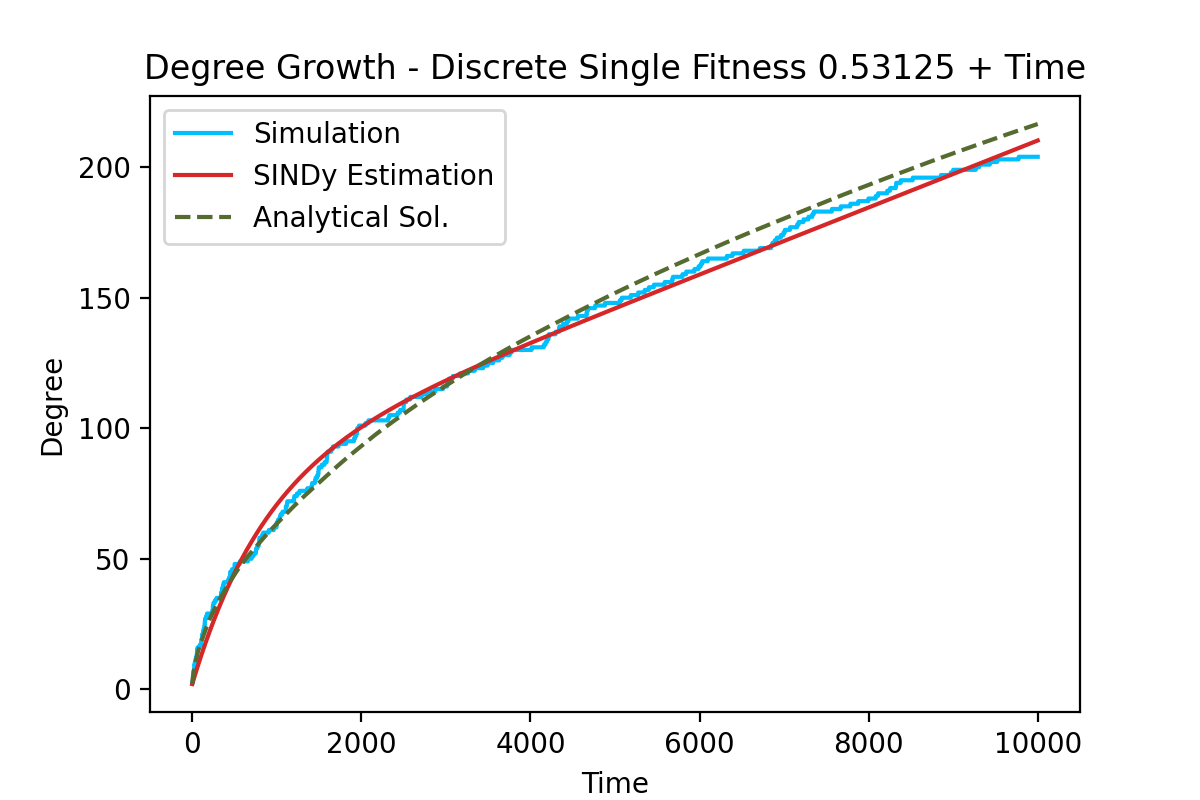 Degree Growth - Discrete Single Fitness 0.53125 + Time
Simulation
SINDy Estimation
Analytical Sol.
200
150
100
50
0
Degree
0 2000 4000 6000 8000 10000
Time